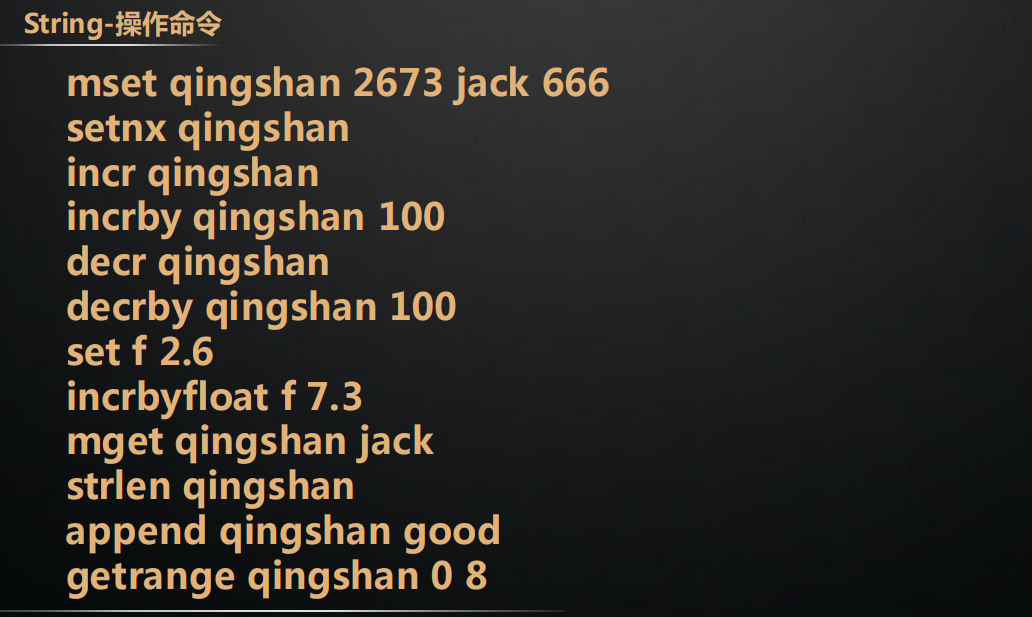 String-操作命令
mset qingshan 2673 jack 666
setnx qingshan
incr qingshan
incrby qingshan 100
decr qingshan
decrby qingshan 100
set f 2.6
incrbyfloat f 7.3
mget qingshan jack
strlen qingshan
append qingshan good
getrange qingshan 0 8